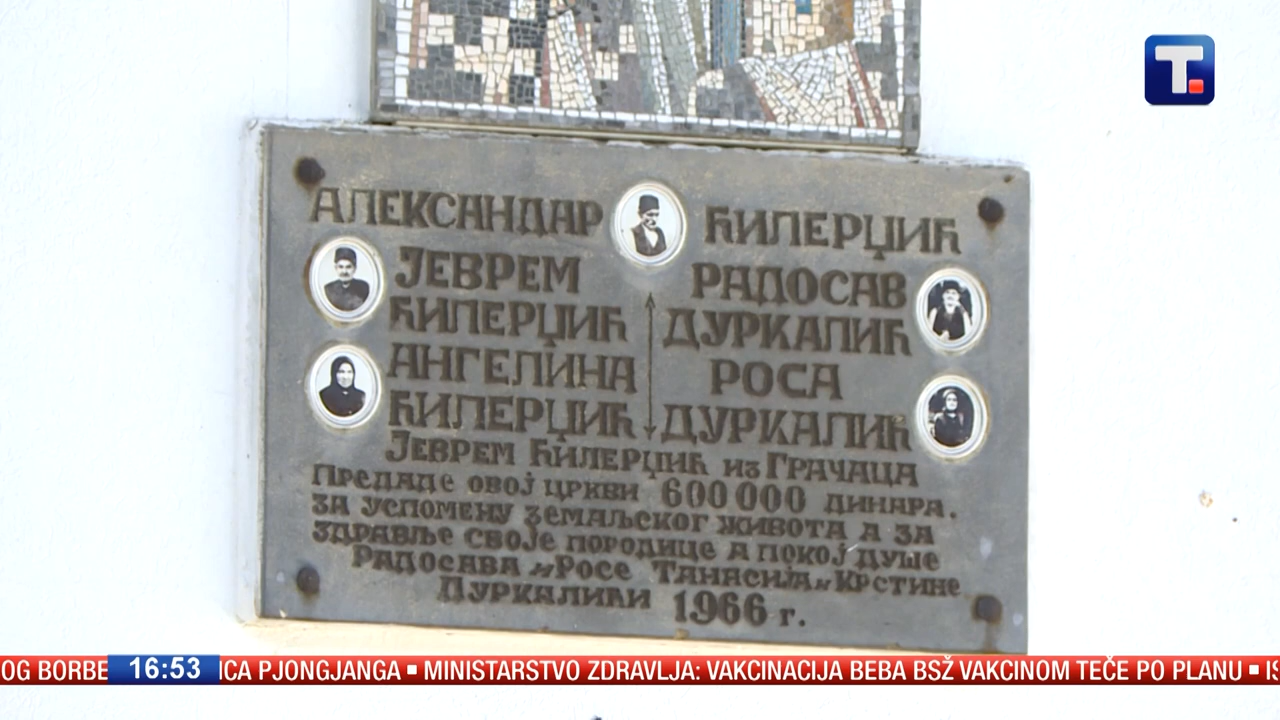 T.
АЛЕКСАНДАР ЋИЛЕРЏИЋ
ЈЕВРЕМ
ЋИЛЕРЏИЋ
АНГЕЛИНА
ЋИЛЕРЏИЋ
РАДОСАВ
ДУРКАЛИЋ
РОСА
ДУРКАЛИЋ
ЈЕВРЕМ ЋИЛЕРЏИЋ ИЗ ГРАЧАЦА
ПРЕДАДЕ ОВОЈ ЦРКВИ 600 000 ДИНАРА.
ЗА УСПОМЕНУ ЗЕМАЉСКОГ ЖИВОТА А ЗА
ЗДРАВЉЕ СВОЈЕ ПОРОДИЦЕ А ПОКОЈ ДУШЕ
РАДОСАВА И РОСЕ ТАНАСИЈА И КРСТИНЕ
ДУРКАЛИЋИ 1966 г.
OG BORBE 16:53 ICA PJONGJANGA ▪ MINISTARSTVO ZDRAVLJA: VAKCINACIJA BEBA BSŽ VAKCINOM TEČE PO PLANU ▪ IS